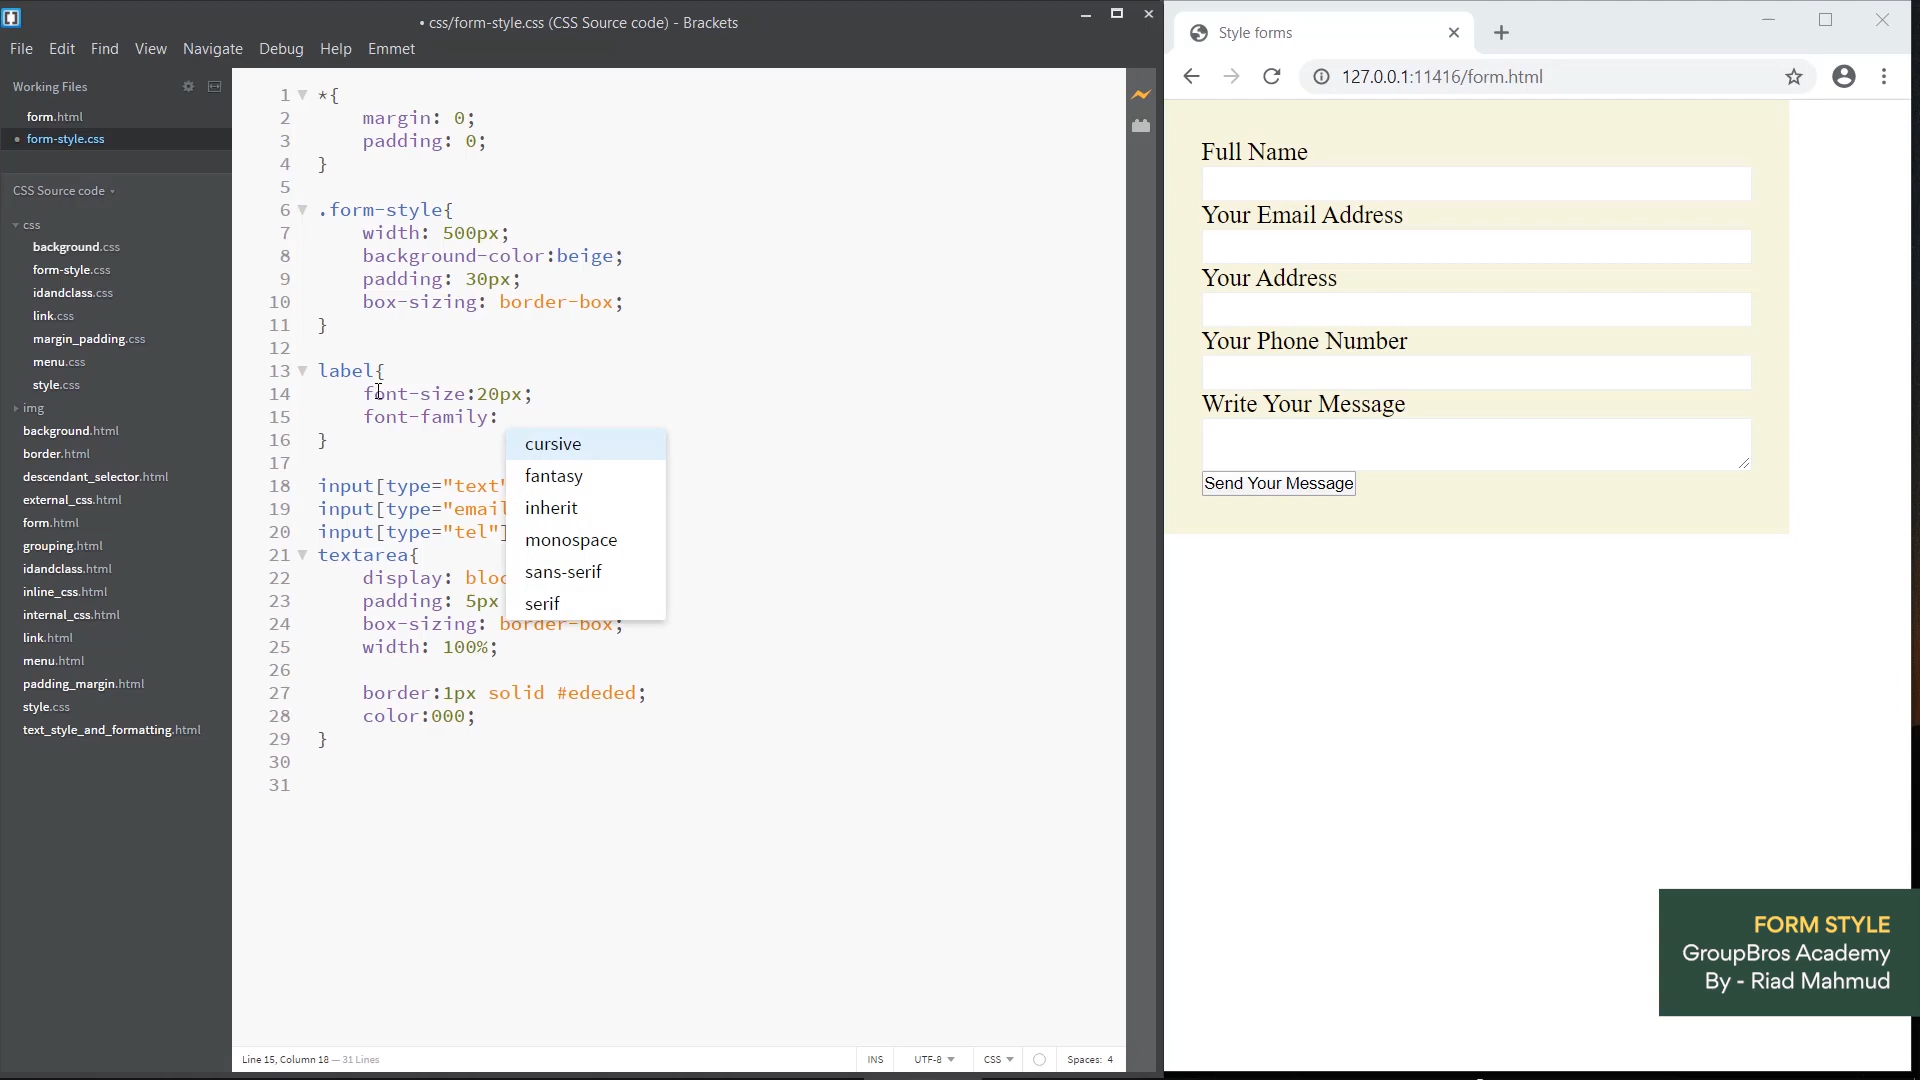 • css/form-style.css (CSS Source code) - Brackets
File Edit Find View Navigate Debug Help Emmet
Working Files
form.html
• form-style.css
CSS Source code
css
background.css
form-style.css
idandclass.css
link.css
margin_padding.css
menu.css
style.css
img
background.html
border.html
descendant_selector.html
external_css.html
form.html
grouping.html
idandclass.html
inline_css.html
internal_css.html
link.html
menu.html
padding_margin.html
style.css
text_style_and_formatting.html
1 *{
2 margin: 0;
3 padding: 0;
4 }
5
6 .form-style{
7 width: 500px;
8 background-color:beige;
9 padding: 30px;
10 box-sizing: border-box;
11 }
12
13 label{
14 font-size:20px;
15 font-family:
16 }
17
18 input[type="text"
19 input[type="email
20 input[type="tel"]
21 textarea{
22 display: bloc
23 padding: 5px
24 box-sizing: border-box;
25 width: 100%;
26
27 border:1px solid #ededed;
28 color:000;
29 }
30
31
cursive
fantasy
inherit
monospace
sans-serif
serif
Line 15, Column 18 — 31 Lines
INS UTF-8 CSS Spaces: 4
Style forms
127.0.0.1:11416/form.html
Full Name
Your Email Address
Your Address
Your Phone Number
Write Your Message
Send Your Message
FORM STYLE
GroupBros Academy
By - Riad Mahmud